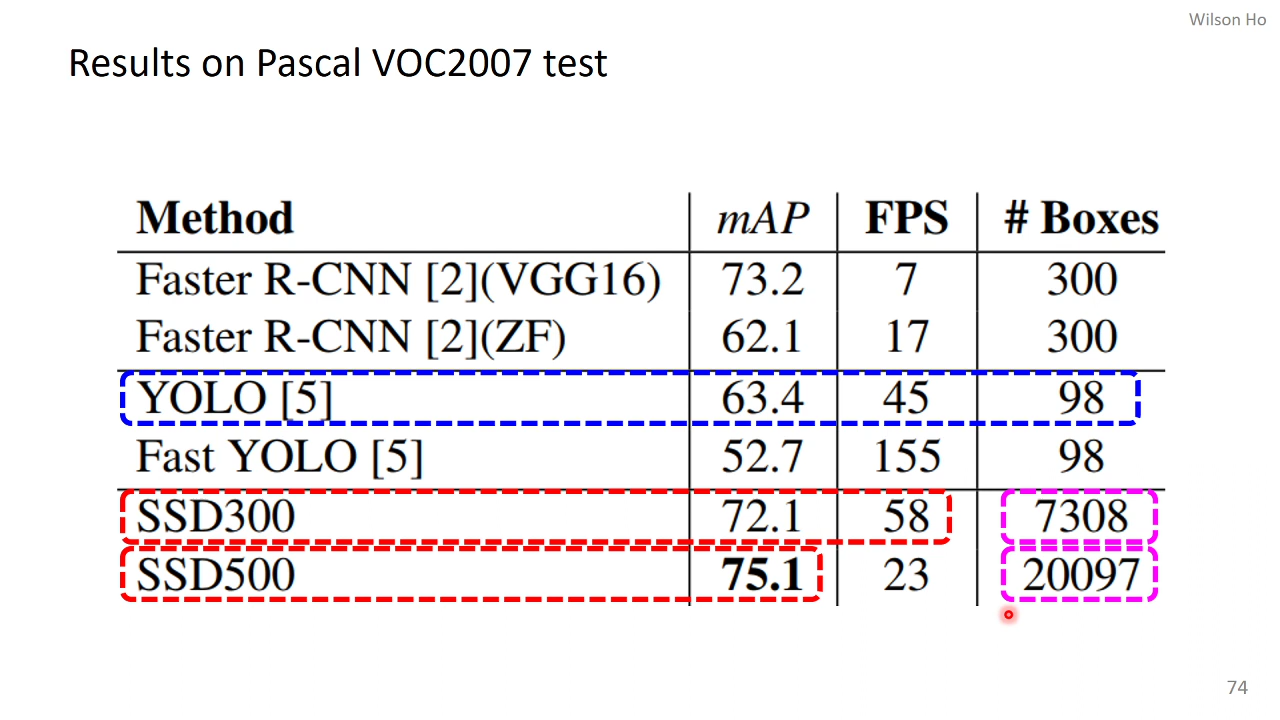 Wilson Ho
Results on Pascal VOC2007 test
Method mAP FPS # Boxes
Faster R-CNN [2](VGG16) 73.2 7 300
Faster R-CNN [2](ZF) 62.1 17 300
YOLO [5] 63.4 45 98
Fast YOLO [5] 52.7 155 98
SSD300 72.1 58 7308
SSD500 75.1 23 20097
74